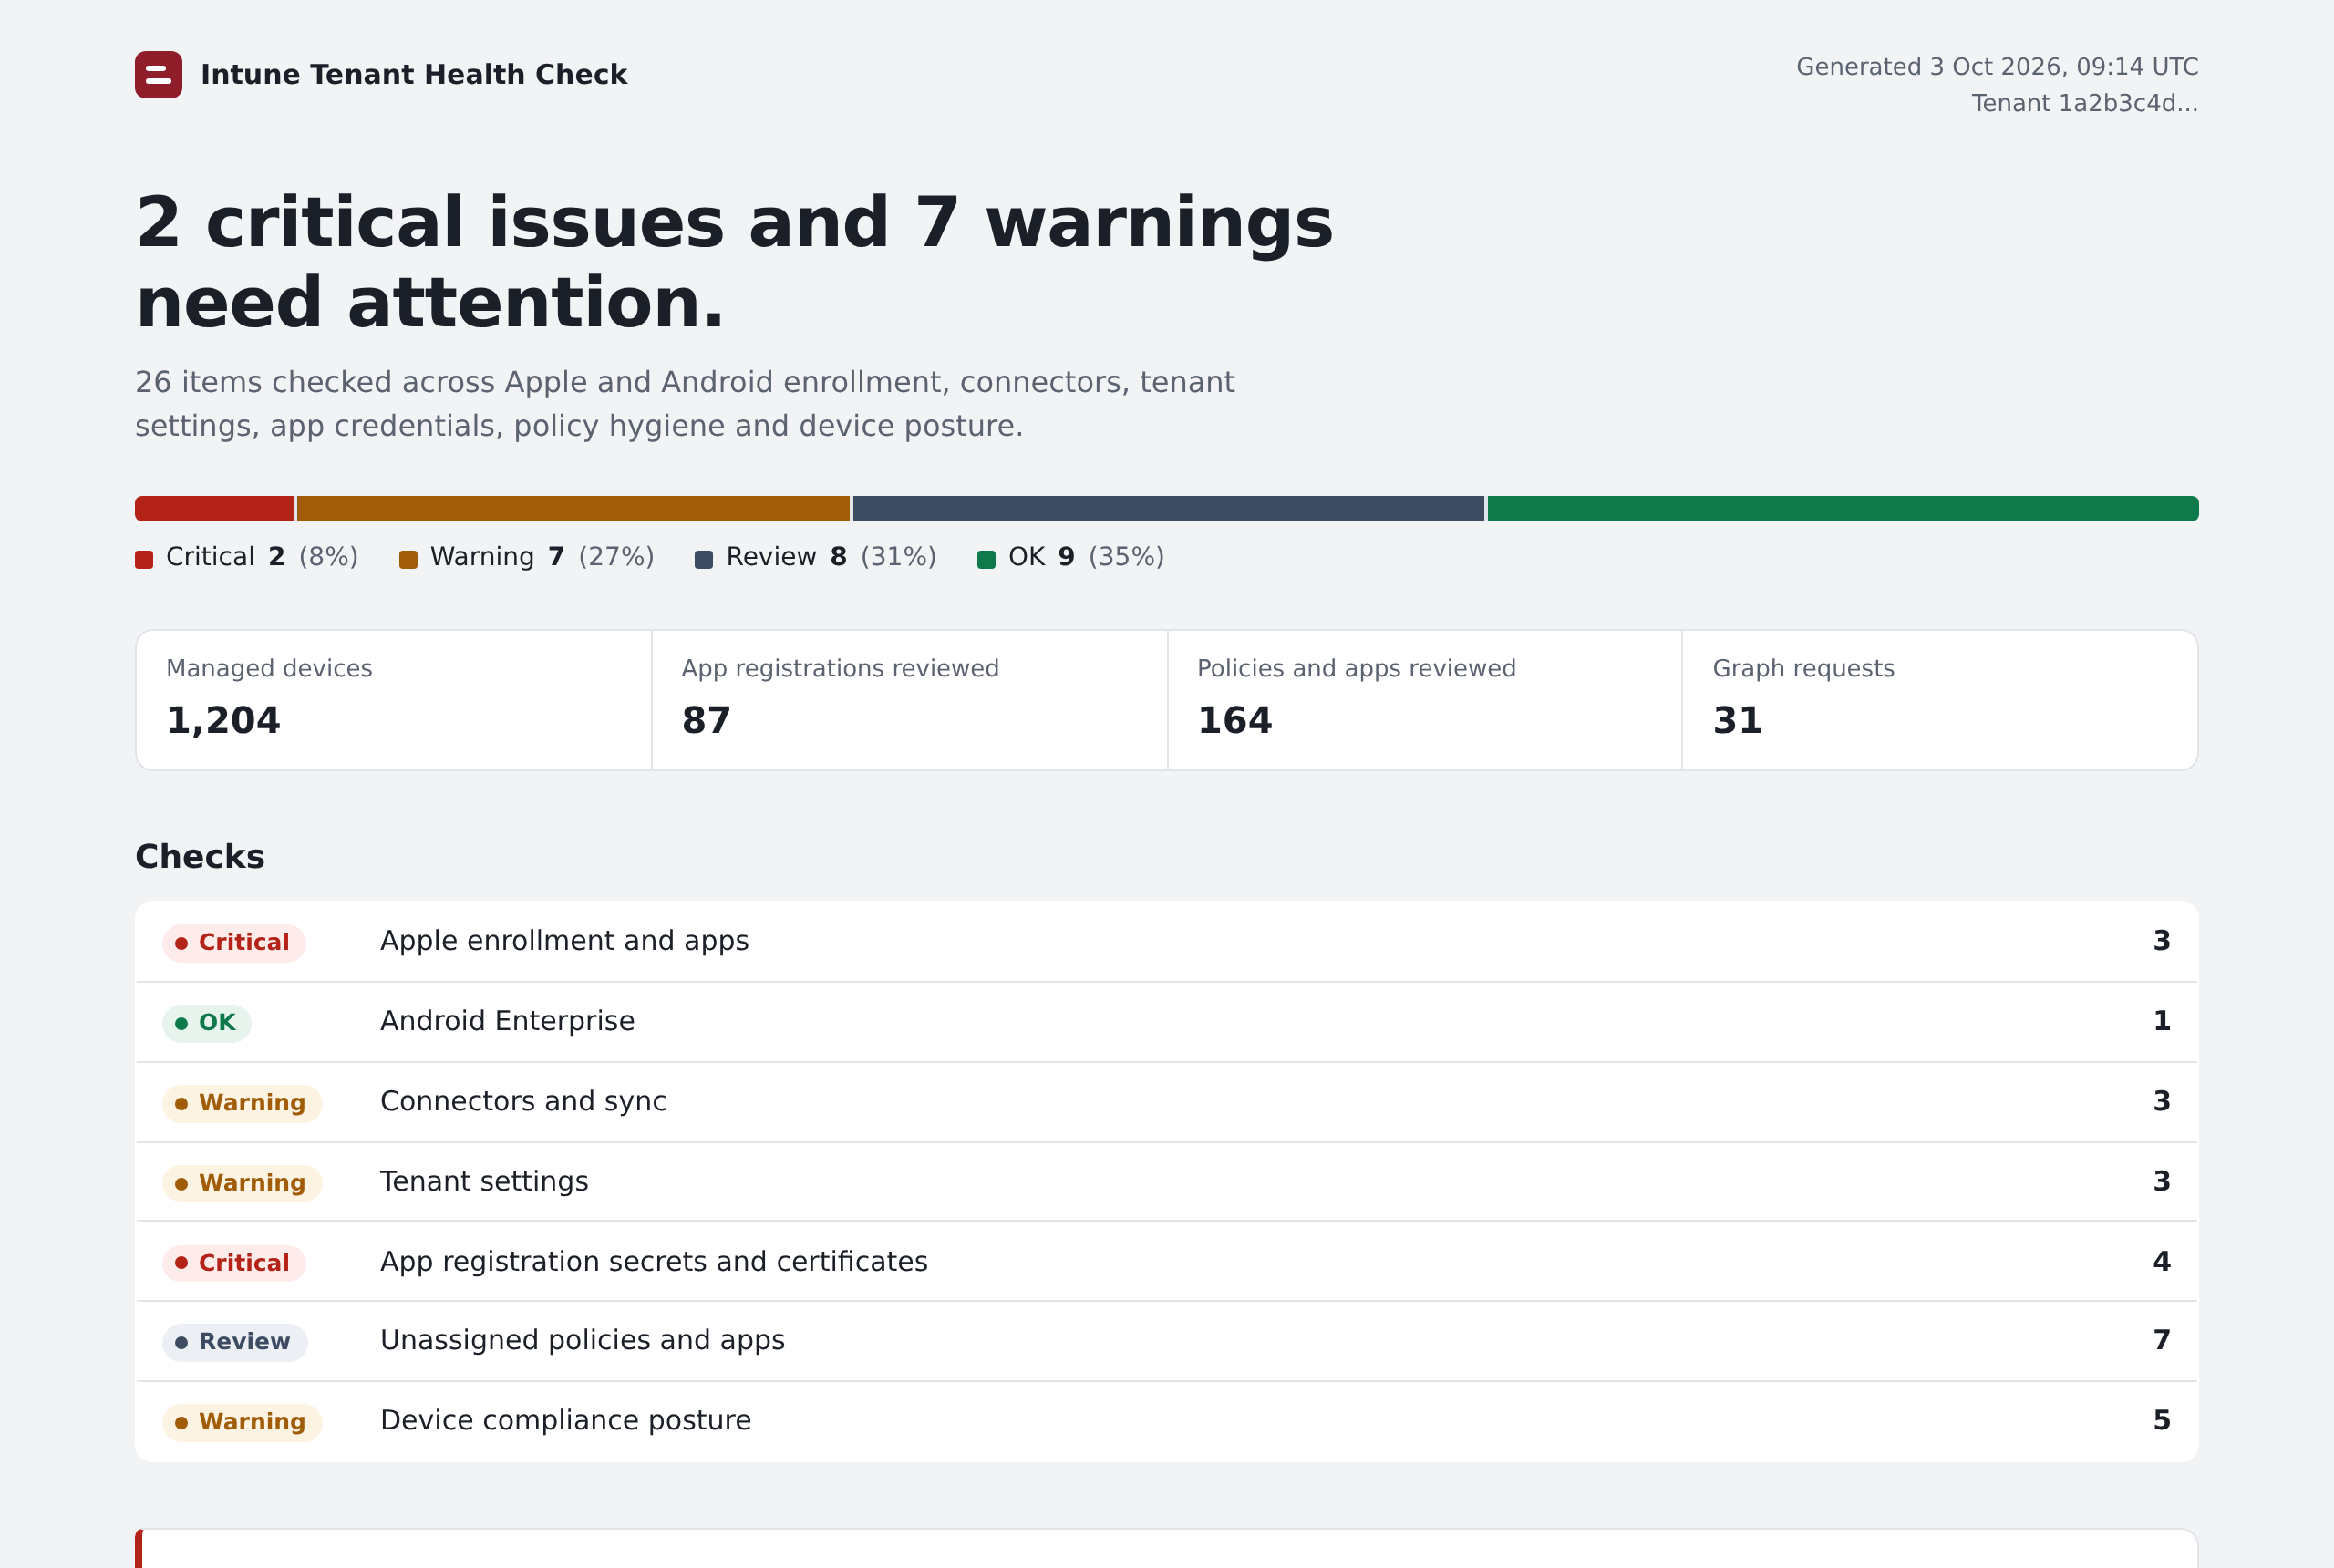 Intune Tenant Health Check
Generated 3 Oct 2026, 09:14 UTC
Tenant 1a2b3c4d...
2 critical issues and 7 warnings
need attention.
26 items checked across Apple and Android enrollment, connectors, tenant
settings, app credentials, policy hygiene and device posture.
Critical 2 (8%) Warning 7 (27%) Review 8 (31%) OK 9 (35%)
Managed devices
1,204
App registrations reviewed
87
Policies and apps reviewed
164
Graph requests
31
Checks
Critical Apple enrollment and apps 3
OK Android Enterprise 1
Warning Connectors and sync 3
Warning Tenant settings 3
Critical App registration secrets and certificates 4
Review Unassigned policies and apps 7
Warning Device compliance posture 5